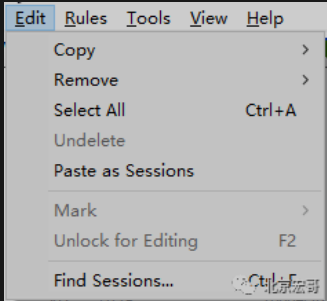 Edit Rules Tools View Help
Copy >
Remove >
Select All Ctrl+A
Undelete
Paste as Sessions
Mark >
Unlock for Editing F2
Find Sessions... Ctrl+F
北京宏哥